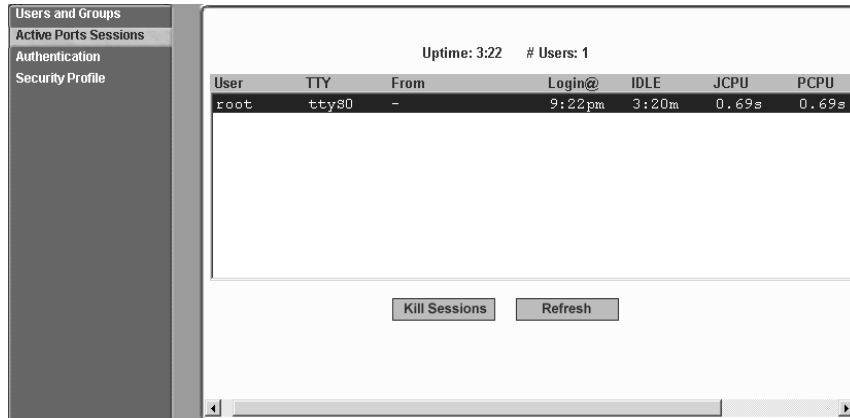 Users and Groups
Active Ports Sessions
Authentication
Security Profile
Uptime: 3:22 # Users: 1
User TTY From Login@ IDLE JCPU PCPU
root ttyS0 - 9:22pm 3:20m 0.69s 0.69s
Kill Sessions Refresh